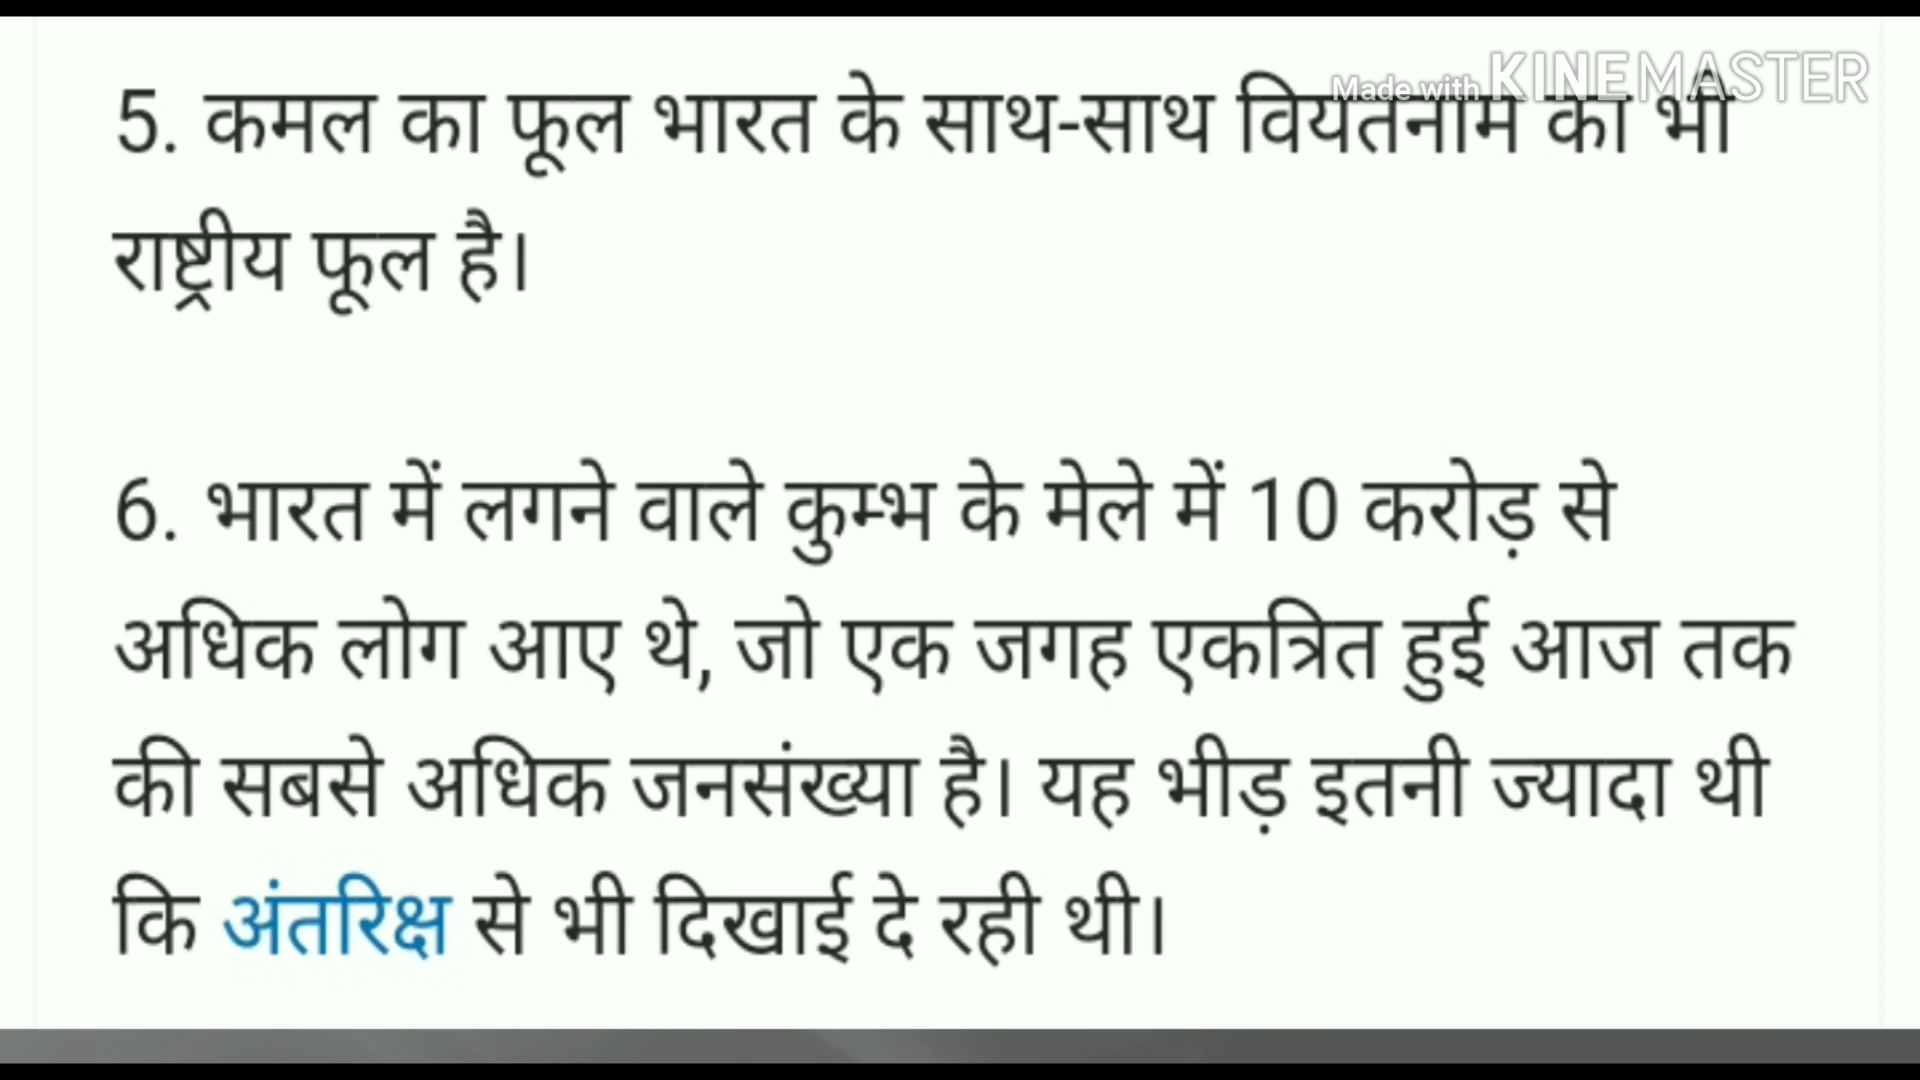 Made with KINEMASTER
5. कमल का फूल भारत के साथ-साथ वियतनाम का भी
राष्ट्रीय फूल है।
6. भारत में लगने वाले कुम्भ के मेले में 10 करोड़ से
अधिक लोग आए थे, जो एक जगह एकत्रित हुई आज तक
की सबसे अधिक जनसंख्या है। यह भीड़ इतनी ज्यादा थी
कि अंतरिक्ष से भी दिखाई दे रही थी।